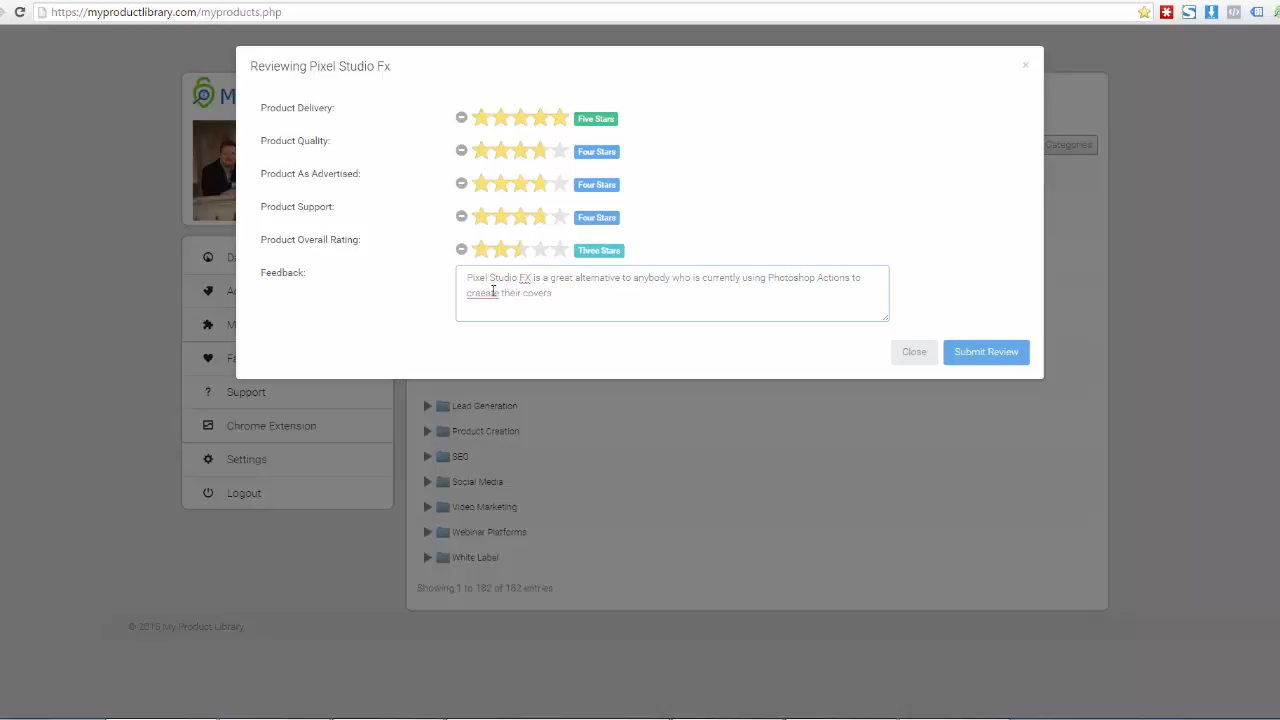 https://myproductlibrary.com/myproducts.php
Reviewing Pixel Studio Fx
×
M
Product Delivery:
Five Stars
Product Quality:
Four Stars
Categories
Product As Advertised:
Four Stars
Product Support:
Four Stars
Product Overall Rating:
Three Stars
Feedback:
Pixel Studio FX is a great alternative to anybody who is currently using Photoshop Actions to
their covers
Close
Submit Review
Support
Chrome Extension
Settings
Logout
Lead Generation
Product Creation
SEO
Social Media
Video Marketing
Webinar Platforms
White Label
Showing 1 to 182 of 182 entries
© 2015 My Product Library